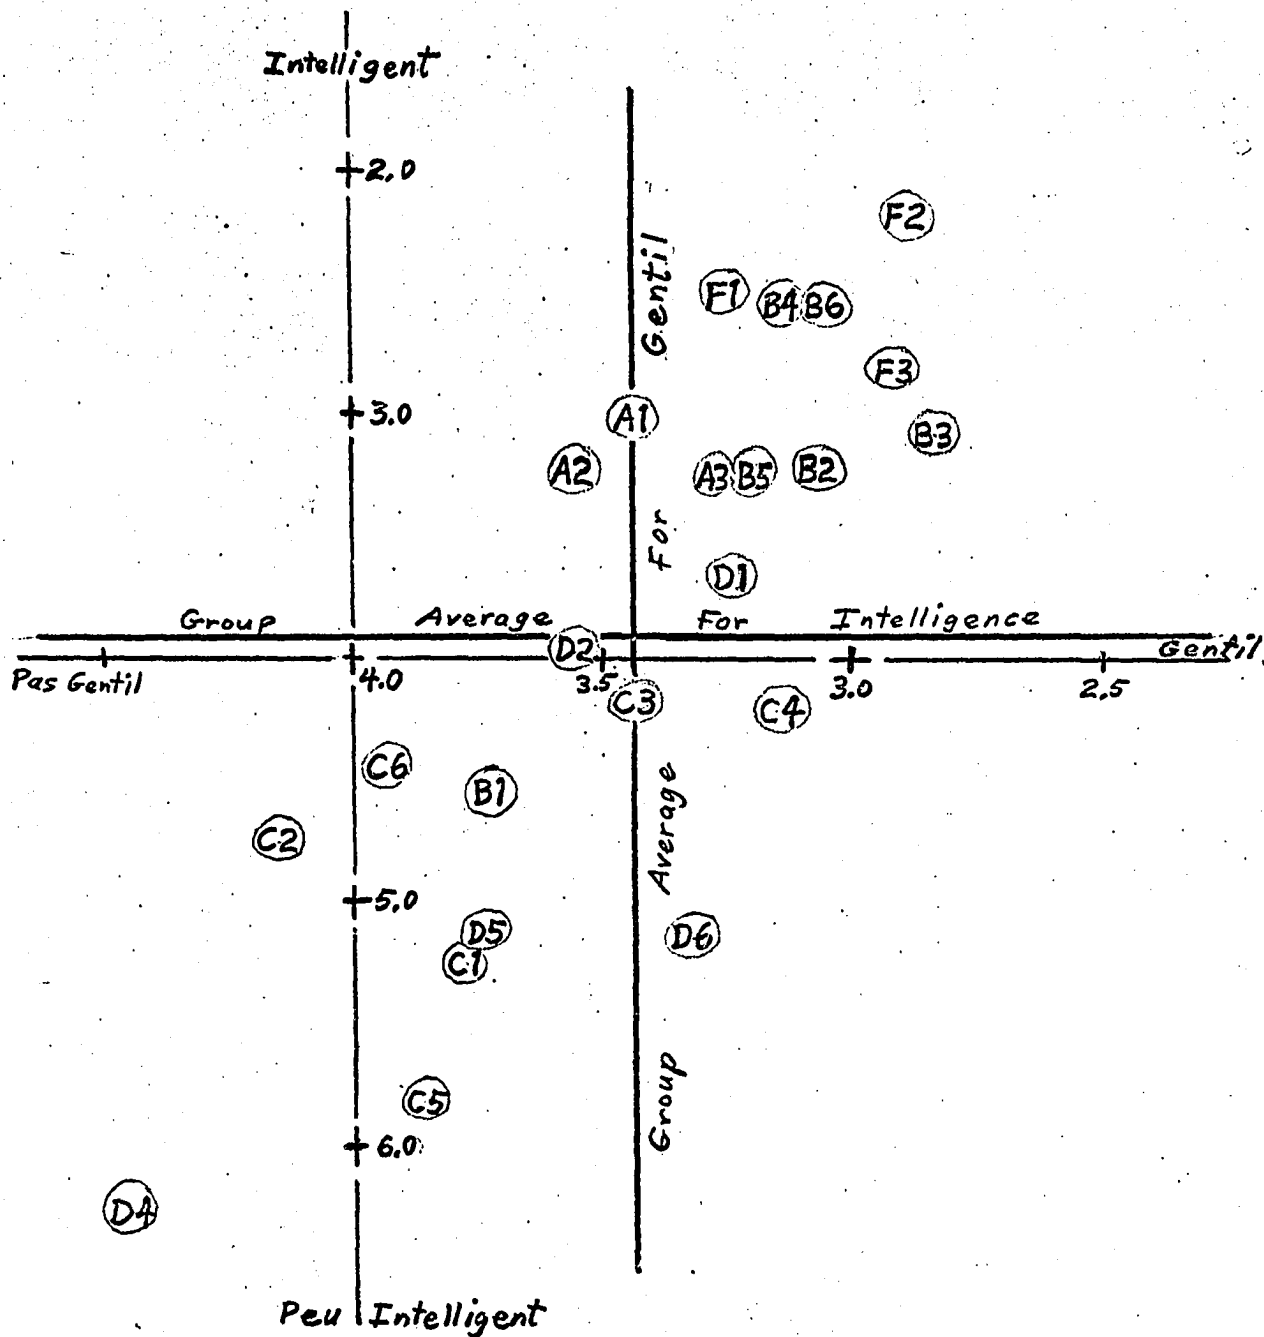 Intelligent
2.0
F2
Gentil
F1 B4 B6
F3
3.0
A1
B3
A2
A3 B5 B2
For
D1
Group Average For Intelligence
D2
Gentil
Pas Gentil
4.0 3.5 3.0 2.5
C3 C4
C6
B1
C2
Average
5.0
D5 D6
C1
C5
Group
6.0
D4
Peu Intelligent